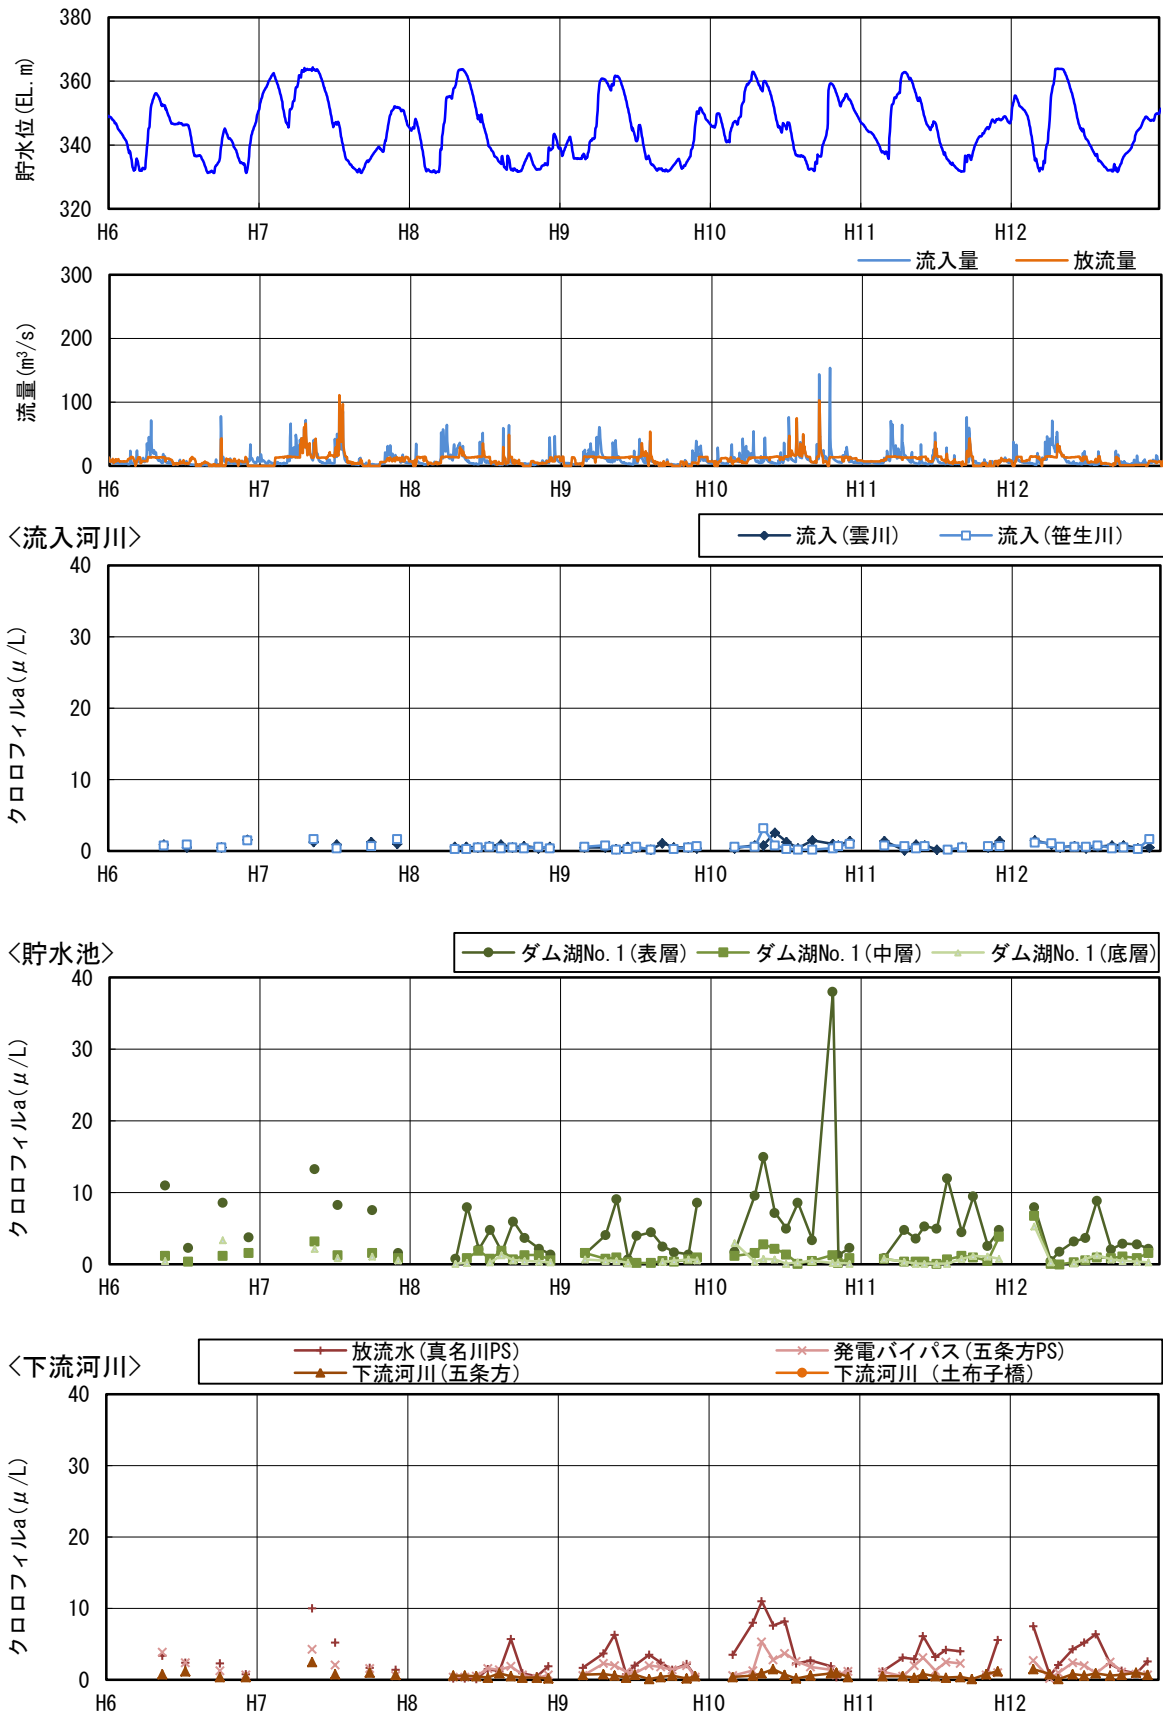 貯水位(EL.m)
380
360
340
320
H6 H7 H8 H9 H10 H11 H12
流入量 放流量
流量(m³/s)
300
200
100
0
H6 H7 H8 H9 H10 H11 H12
<流入河川>
流入(雲川) 流入(笹生川)
クロロフィルa(μ/L)
40
30
20
10
0
H6 H7 H8 H9 H10 H11 H12
<貯水池>
ダム湖No.1(表層) ダム湖No.1(中層) ダム湖No.1(底層)
クロロフィルa(μ/L)
40
30
20
10
0
H6 H7 H8 H9 H10 H11 H12
<下流河川>
放流水(真名川PS) 発電バイパス(五条方PS)
下流河川(五条方) 下流河川 (土布子橋)
クロロフィルa(μ/L)
40
30
20
10
0
H6 H7 H8 H9 H10 H11 H12